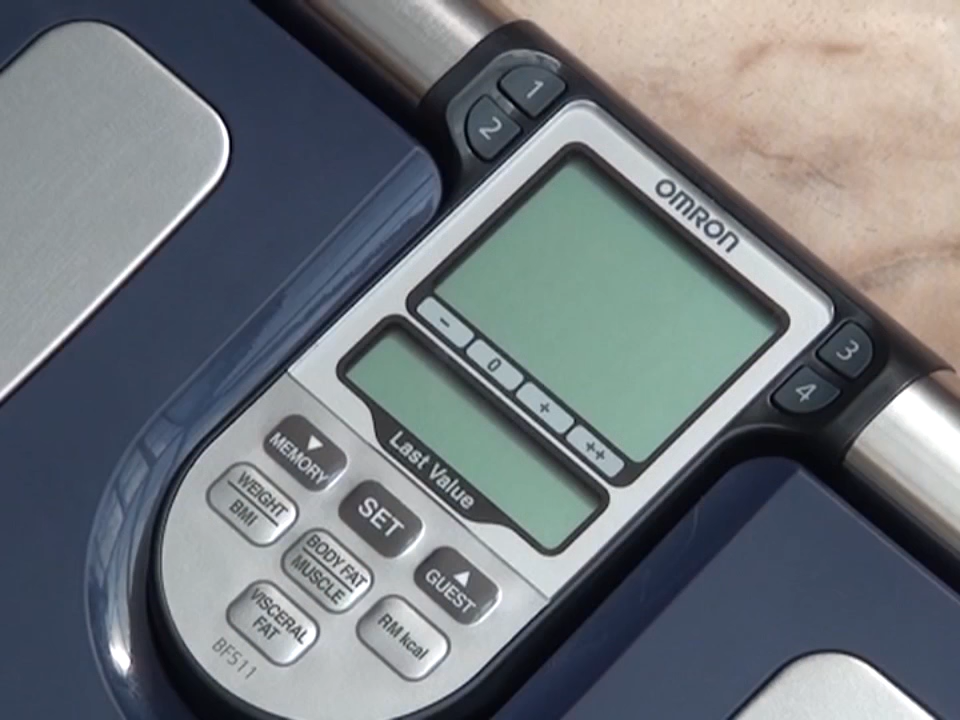 1
2
OMRON
3
4
-
0
+
++
Last Value
▼
MEMORY
SET
▲
GUEST
WEIGHT
BMI
BODY FAT
MUSCLE
VISCERAL
FAT
RM kcal
BF511